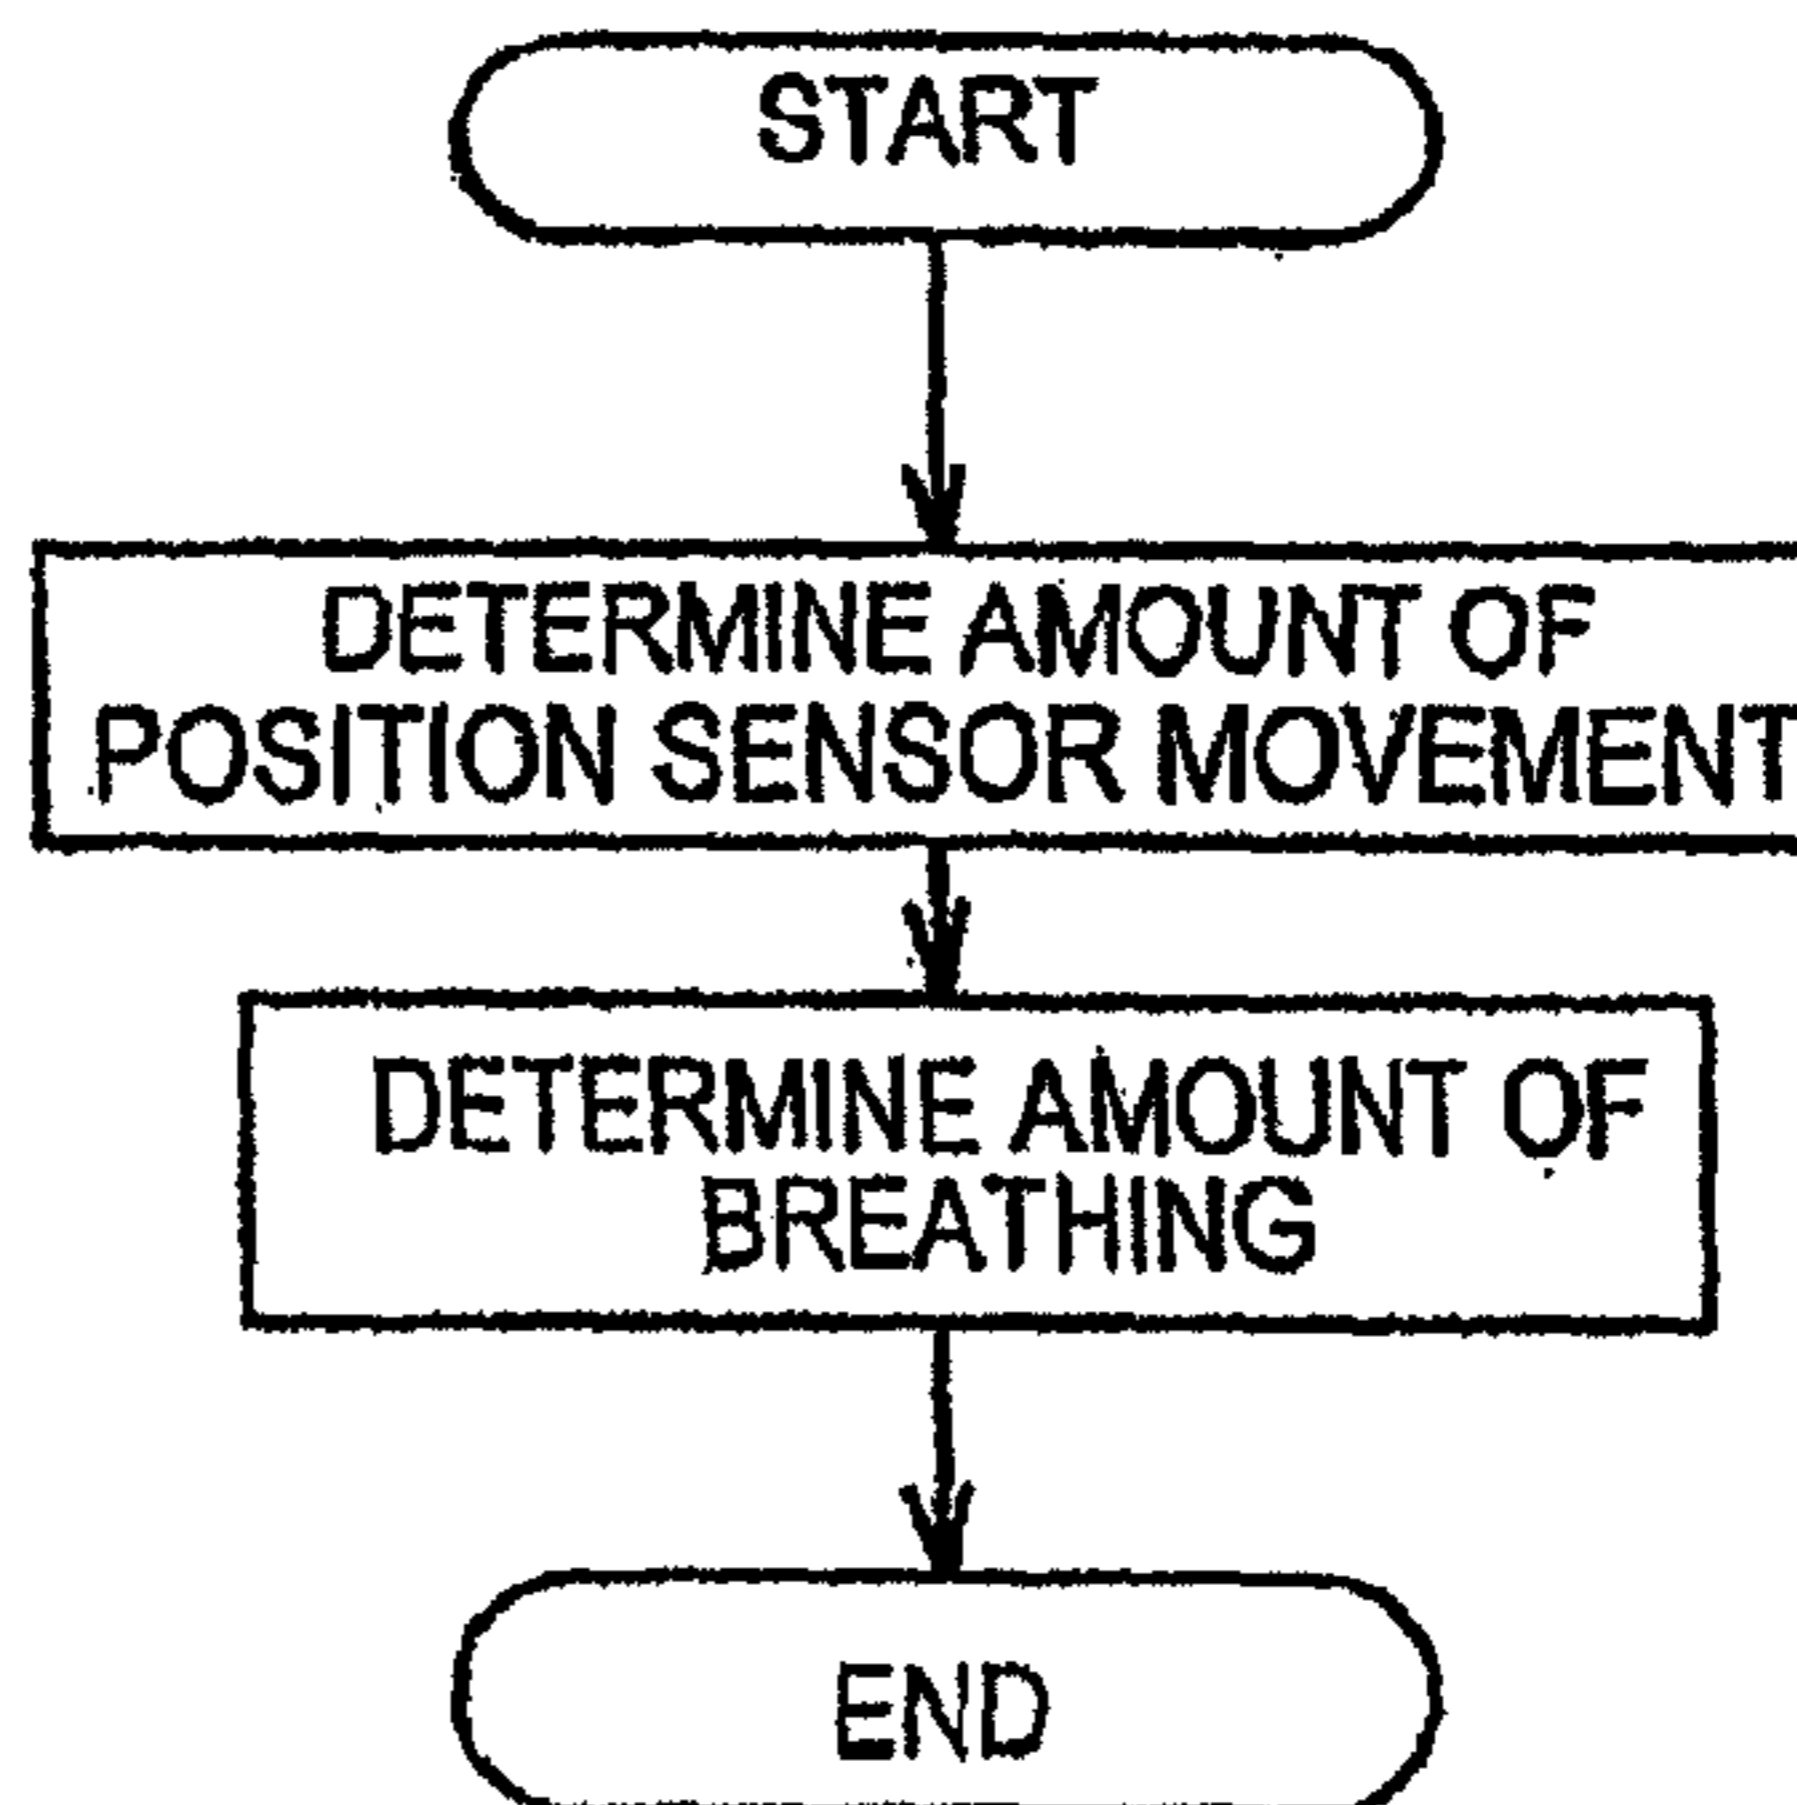 START
DETERMINE AMOUNT OF
POSITION SENSOR MOVEMENT
DETERMINE AMOUNT OF
BREATHING
END